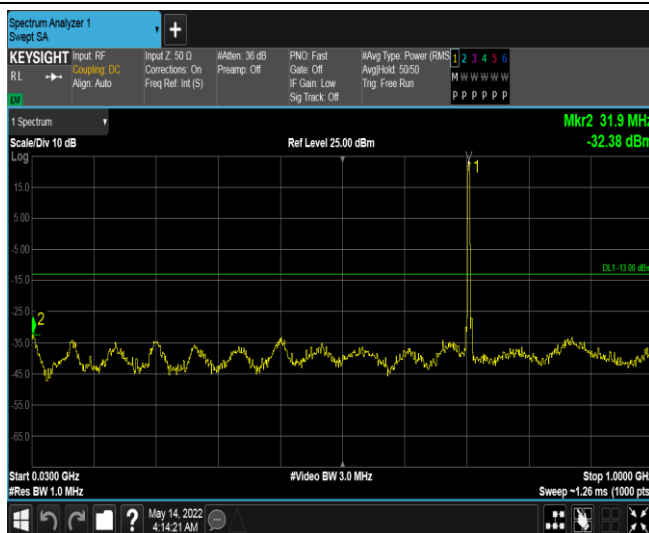 Spectrum Analyzer 1
Swept SA
KEYSIGHT
RL
LXI
Input: RF
Coupling: DC
Align: Auto
Input Z: 50 Ω
Corrections: On
Freq Ref: Int (S)
#Atten: 36 dB
Preamp: Off
PNO: Fast
Gate: Off
IF Gain: Low
Sig Track: Off
#Avg Type: Power (RMS
Avg|Hold: 50/50
Trig: Free Run
1 2 3 4 5 6
M W W W W W
P P P P P P
1 Spectrum
Mkr2 31.9 MHz
Scale/Div 10 dB
Ref Level 25.00 dBm
-32.38 dBm
Log
1
15.0
5.00
-5.00
DL1 -13.00 dBm
-15.0
-25.0
2
-35.0
-45.0
-55.0
-65.0
Start 0.0300 GHz
#Video BW 3.0 MHz
Stop 1.0000 GH
#Res BW 1.0 MHz
Sweep ~1.26 ms (1000 pts
?
May 14, 2022
4:14:21 AM